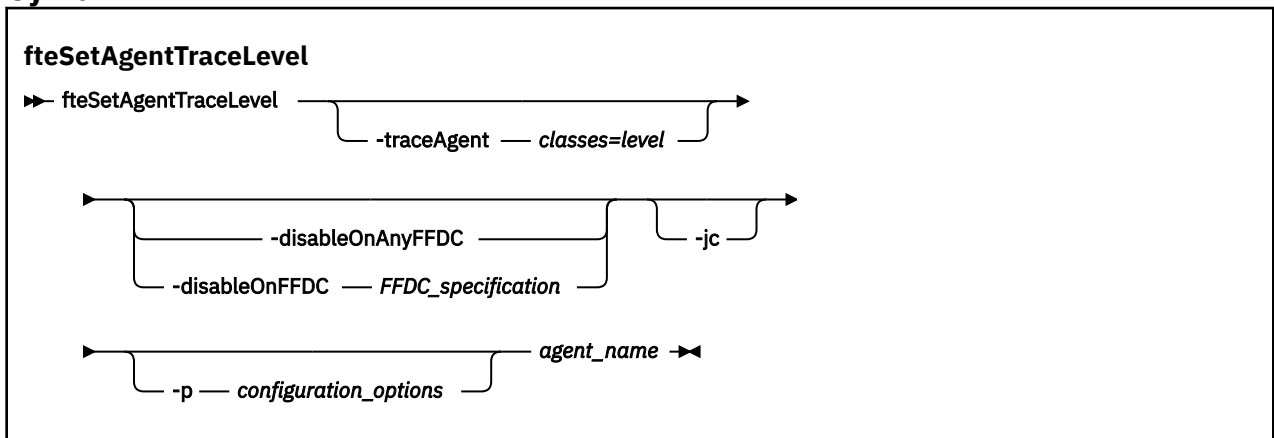 fteSetAgentTraceLevel
fteSetAgentTraceLevel
-traceAgent classes=level
-disableOnAnyFFDC
-jc
-disableOnFFDC FFDC_specification
agent_name
-p configuration_options